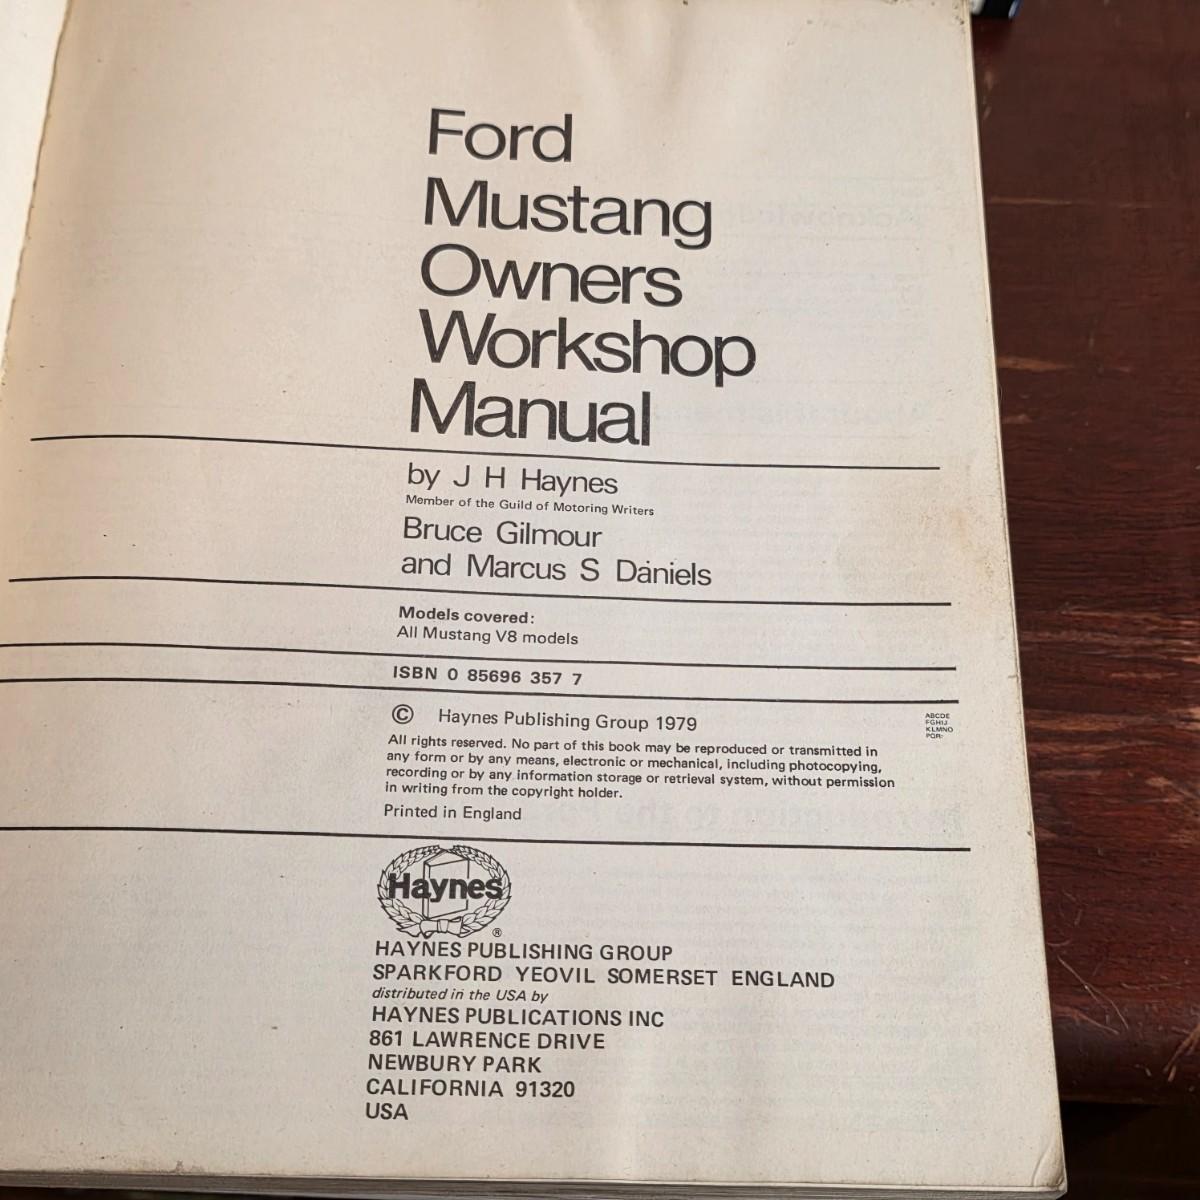 Ford
Mustang
Owners
Workshop
Manual
by J H Haynes
Member of the Guild of Motoring Writers
Bruce Gilmour
and Marcus S Daniels
Models covered:
All Mustang V8 models
ISBN 0 85696 357 7
© Haynes Publishing Group 1979
ABCDE
FGHIJ
KLMNO
PQR
All rights reserved. No part of this book may be reproduced or transmitted in
any form or by any means, electronic or mechanical, including photocopying,
recording or by any information storage or retrieval system, without permission
in writing from the copyright holder.
Printed in England
Haynes
®
HAYNES PUBLISHING GROUP
SPARKFORD YEOVIL SOMERSET ENGLAND
distributed in the USA by
HAYNES PUBLICATIONS INC
861 LAWRENCE DRIVE
NEWBURY PARK
CALIFORNIA 91320
USA